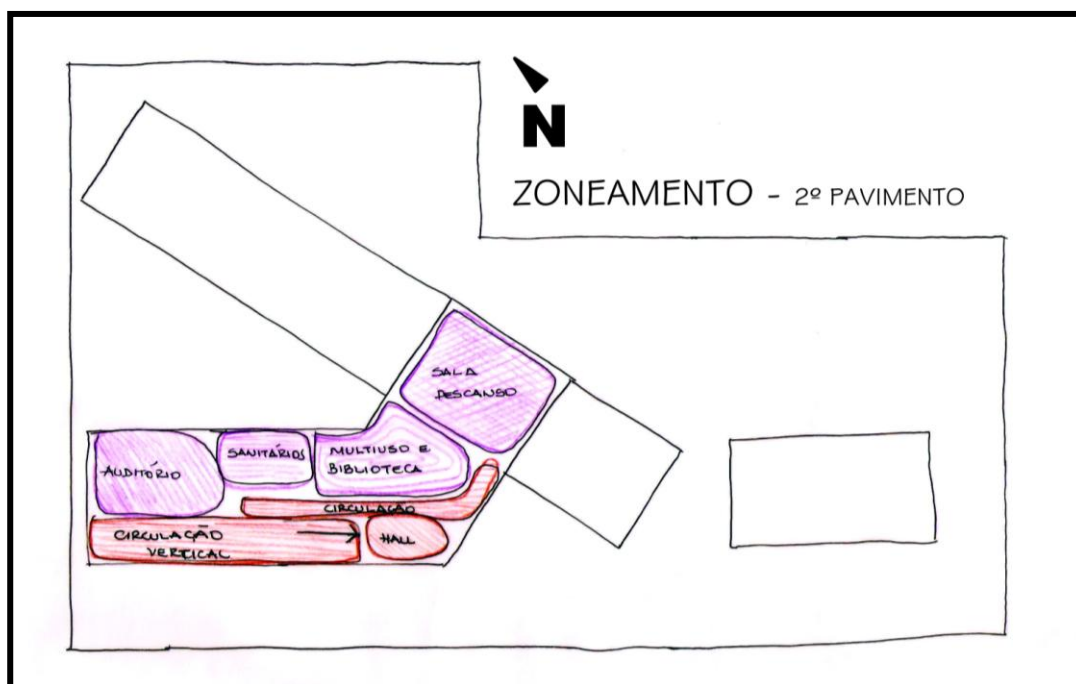 N
ZONEAMENTO - 2º PAVIMENTO
SALA
DESCANSO
AUDITÓRIO
SANITÁRIOS
MULTIUSO E
BIBLIOTECA
CIRCULAÇÃO
CIRCULAÇÃO
VERTICAL
HALL